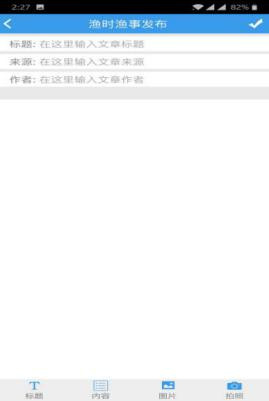 2:27 82%
渔时渔事发布
标题: 在这里输入文章标题
来源: 在这里输入文章来源
作者: 在这里输入文章作者
标题 内容 图片 拍照